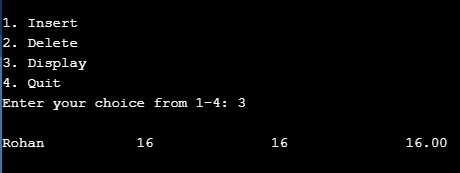 1. Insert
2. Delete
3. Display
4. Quit
Enter your choice from 1-4: 3
Rohan 16 16 16.00